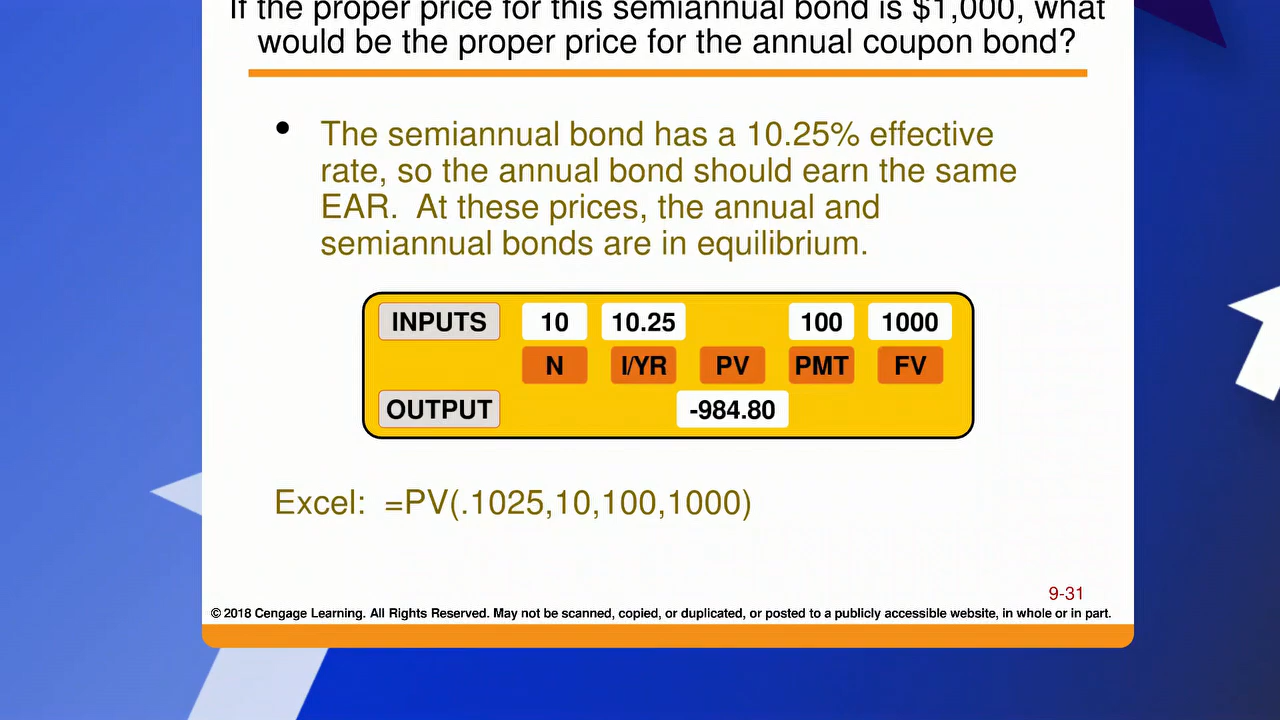 If the proper price for this semiannual bond is $1,000, what
would be the proper price for the annual coupon bond?
• The semiannual bond has a 10.25% effective
rate, so the annual bond should earn the same
EAR.  At these prices, the annual and
semiannual bonds are in equilibrium.
INPUTS 10 10.25 100 1000
N I/YR PV PMT FV
OUTPUT -984.80
Excel:  =PV(.1025,10,100,1000)
9-31
© 2018 Cengage Learning. All Rights Reserved. May not be scanned, copied, or duplicated, or posted to a publicly accessible website, in whole or in part.